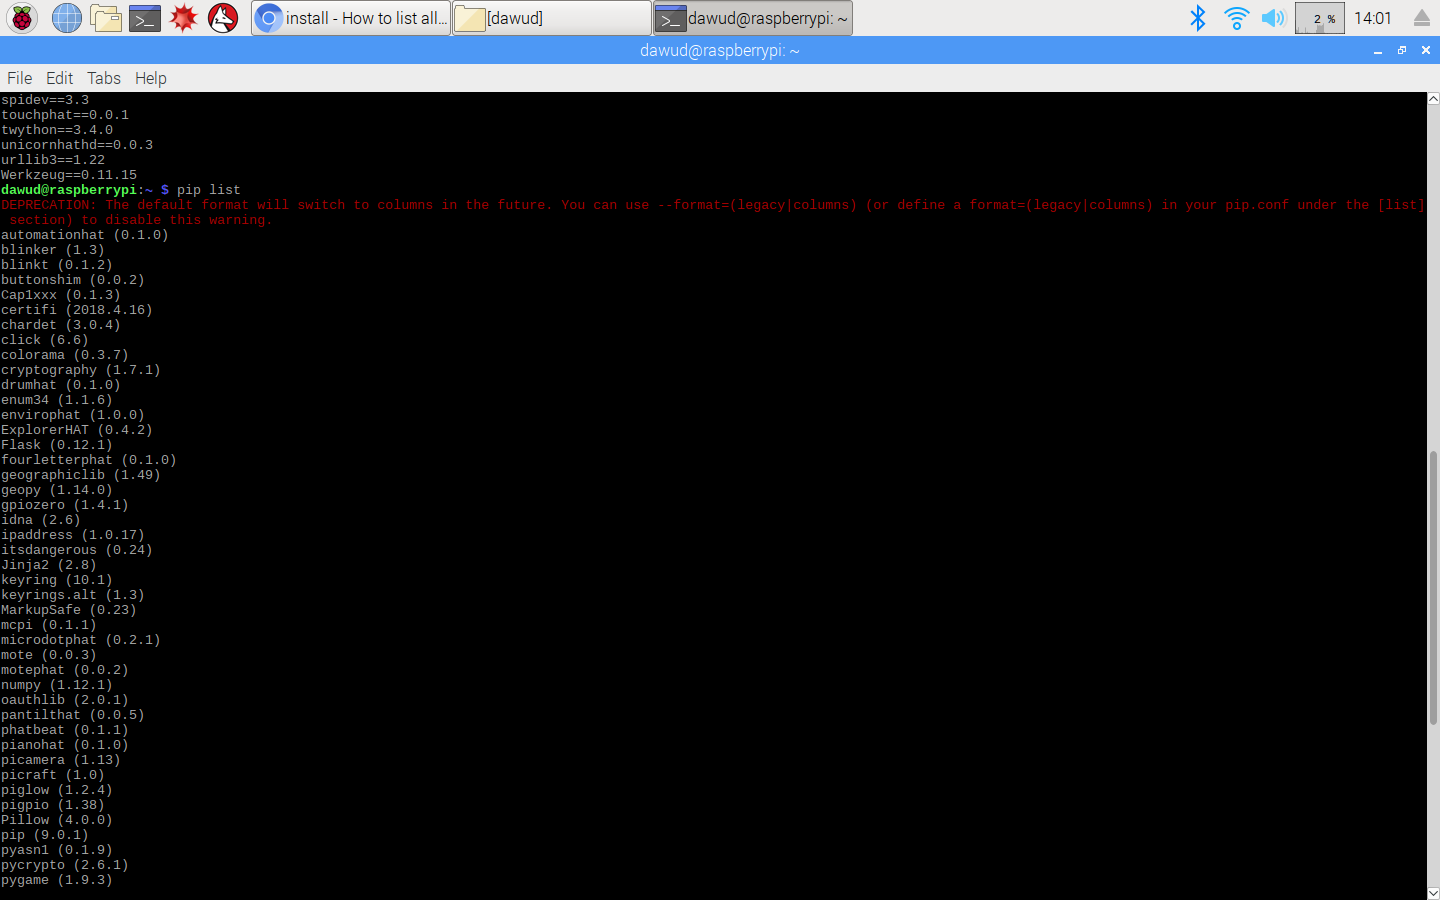 install - How to list all...
[dawud]
dawud@raspberrypi: ~
2 %
14:01
dawud@raspberrypi: ~
File Edit Tabs Help
spidev==3.3
touchphat==0.0.1
twython==3.4.0
unicornhathd==0.0.3
urllib3==1.22
Werkzeug==0.11.15
dawud@raspberrypi:~ $ pip list
DEPRECATION: The default format will switch to columns in the future. You can use --format=(legacy|columns) (or define a format=(legacy|columns) in your pip.conf under the [list]
section) to disable this warning.
automationhat (0.1.0)
blinker (1.3)
blinkt (0.1.2)
buttonshim (0.0.2)
Cap1xxx (0.1.3)
certifi (2018.4.16)
chardet (3.0.4)
click (6.6)
colorama (0.3.7)
cryptography (1.7.1)
drumhat (0.1.0)
enum34 (1.1.6)
envirophat (1.0.0)
ExplorerHAT (0.4.2)
Flask (0.12.1)
fourletterphat (0.1.0)
geographiclib (1.49)
geopy (1.14.0)
gpiozero (1.4.1)
idna (2.6)
ipaddress (1.0.17)
itsdangerous (0.24)
Jinja2 (2.8)
keyring (10.1)
keyrings.alt (1.3)
MarkupSafe (0.23)
mcpi (0.1.1)
microdotphat (0.2.1)
mote (0.0.3)
motephat (0.0.2)
numpy (1.12.1)
oauthlib (2.0.1)
pantilthat (0.0.5)
phatbeat (0.1.1)
pianohat (0.1.0)
picamera (1.13)
picraft (1.0)
piglow (1.2.4)
pigpio (1.38)
Pillow (4.0.0)
pip (9.0.1)
pyasn1 (0.1.9)
pycrypto (2.6.1)
pygame (1.9.3)